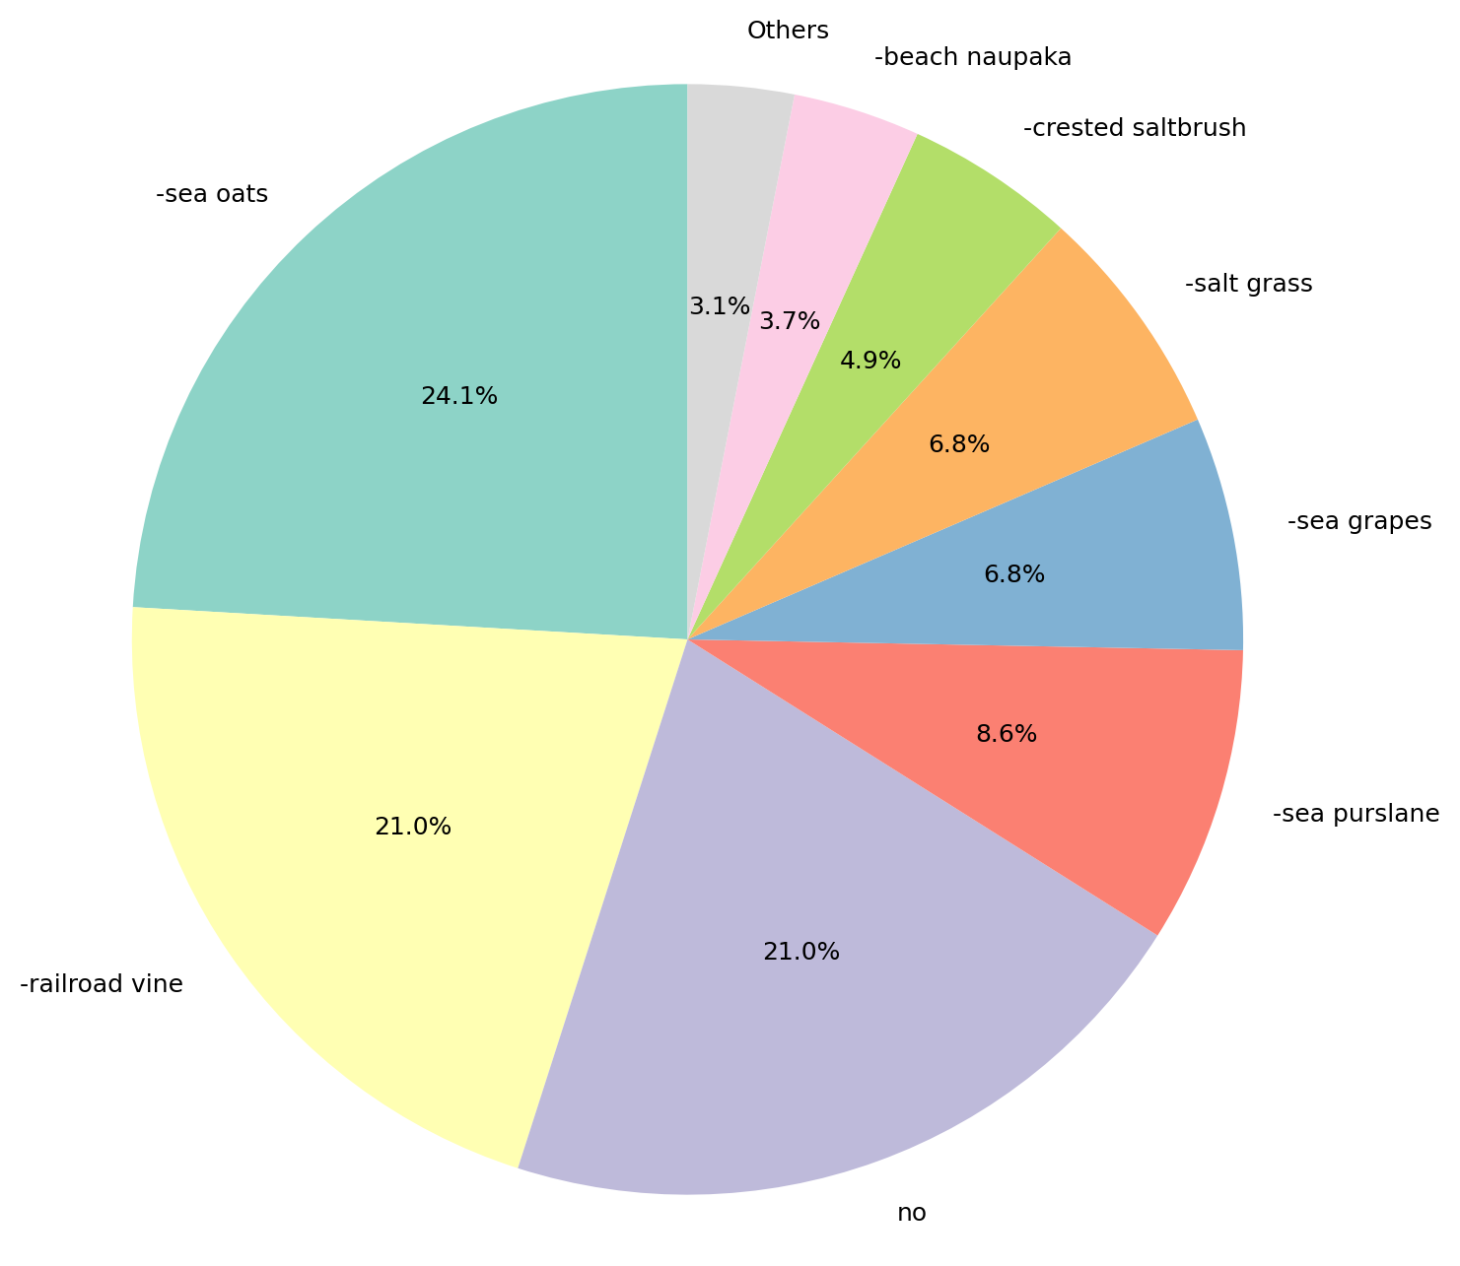 Others
-beach naupaka
-crested saltbrush
-sea oats
-salt grass
3.1%
3.7%
4.9%
24.1%
6.8%
-sea grapes
6.8%
8.6%
-sea purslane
21.0%
21.0%
-railroad vine
no